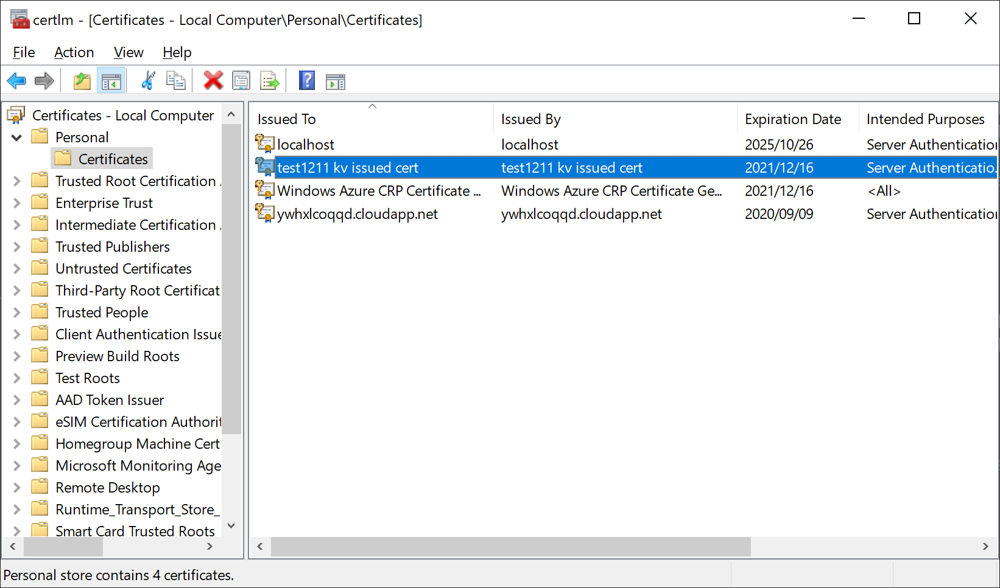 certlm - [Certificates - Local Computer\Personal\Certificates]
File Action View Help
Certificates - Local Computer
Personal
Certificates
Trusted Root Certification
Enterprise Trust
Intermediate Certification
Trusted Publishers
Untrusted Certificates
Third-Party Root Certificat
Trusted People
Client Authentication Issue
Preview Build Roots
Test Roots
AAD Token Issuer
eSIM Certification Authorit
Homegroup Machine Cert
Microsoft Monitoring Age
Remote Desktop
Runtime_Transport_Store_
Smart Card Trusted Roots
Issued To Issued By Expiration Date Intended Purposes
localhost localhost 2025/10/26 Server Authentication
test1211 kv issued cert test1211 kv issued cert 2021/12/16 Server Authenticatio...
Windows Azure CRP Certificate ... Windows Azure CRP Certificate Ge... 2021/12/16 <All>
ywhxlcoqqd.cloudapp.net ywhxlcoqqd.cloudapp.net 2020/09/09 Server Authentication
Personal store contains 4 certificates.